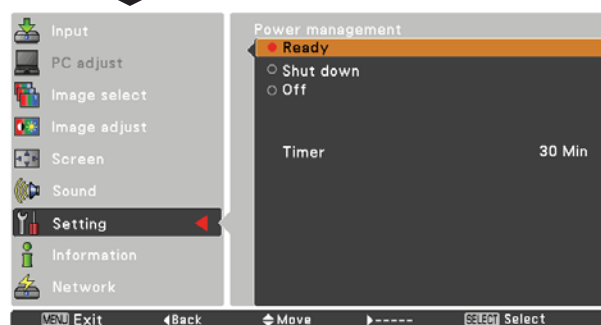 Input
PC adjust
Image select
Image adjust
Screen
Sound
Setting
Information
Network
Power management
Ready
Shut down
Off
Timer 30 Min
MENU Exit ◀Back ◆Move ▶----- SELECT Select